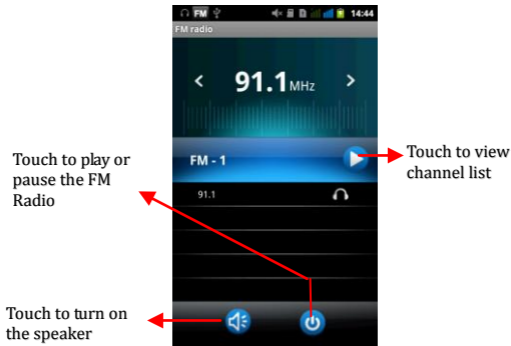 FM
14:44
FM radio
91.1MHz
FM - 1
91.1
Touch to play or
pause the FM
Radio
Touch to view
channel list
Touch to turn on
the speaker